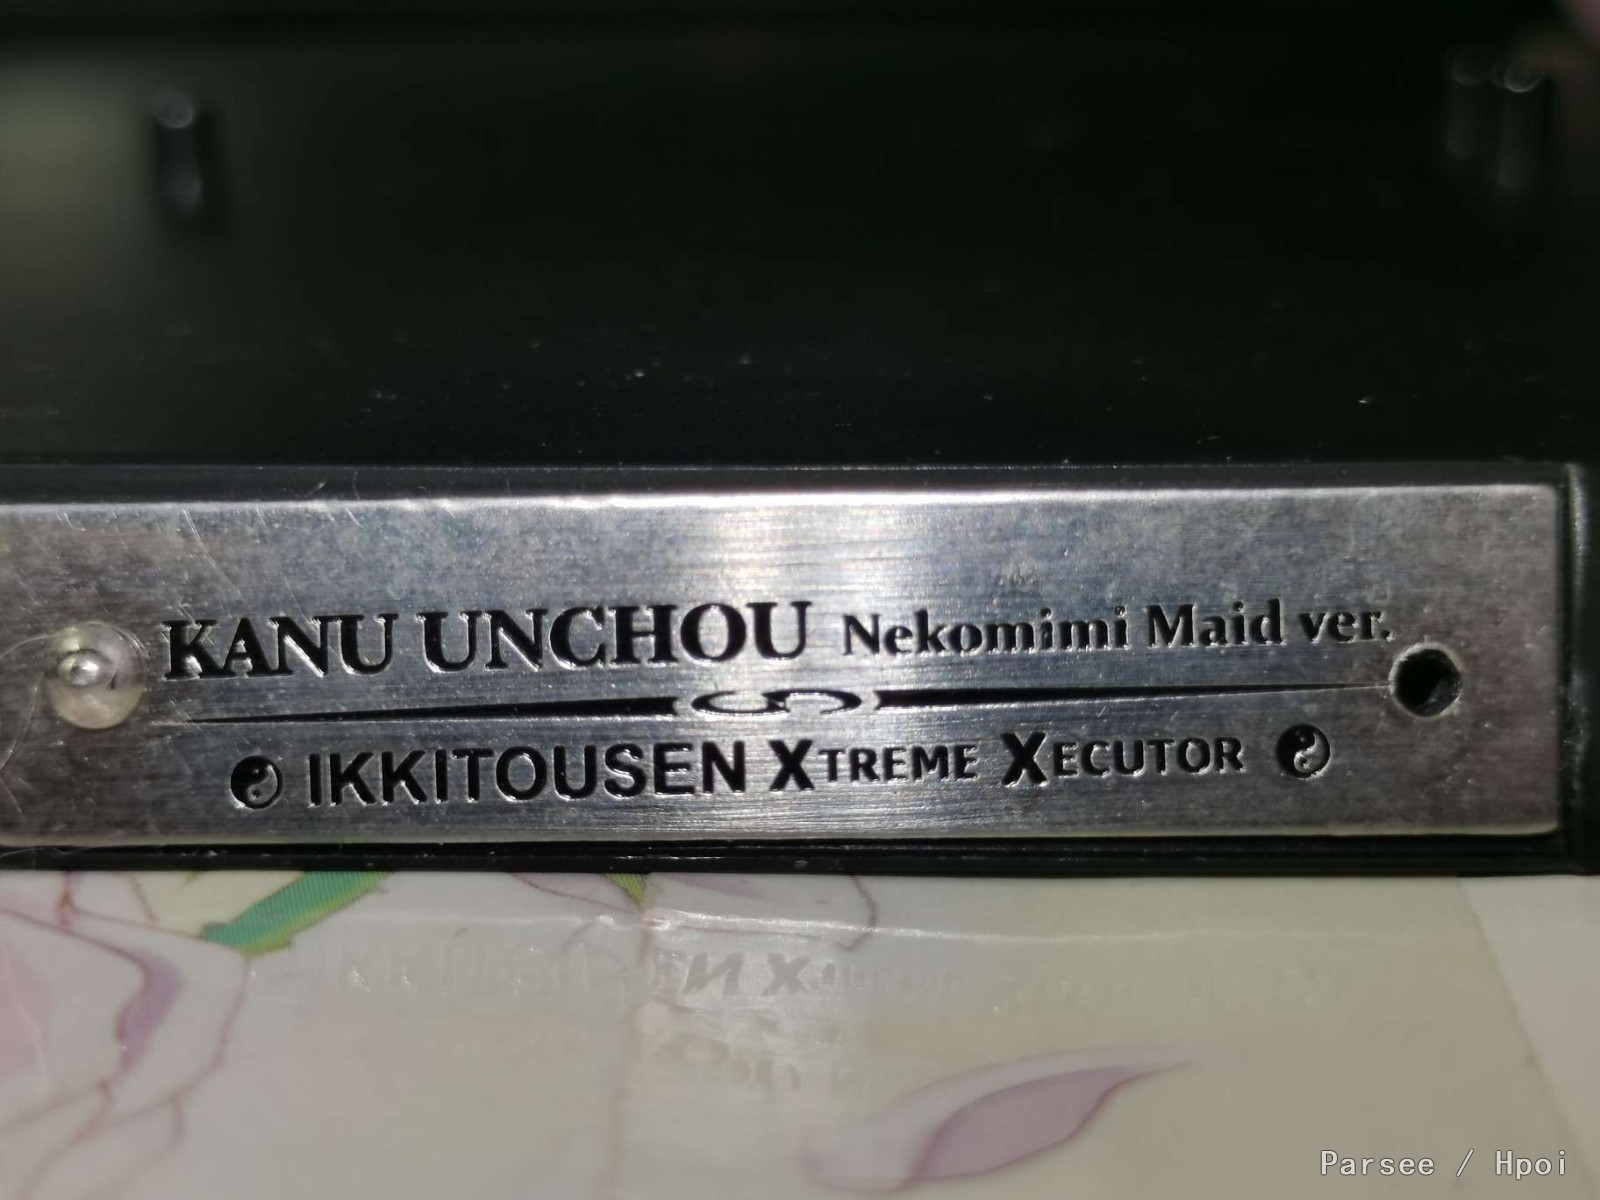 KANU UNCHOU Nekomimi Maid ver.
IKKITOUSEN XTREME XECUTOR
Parsee / Hpoi